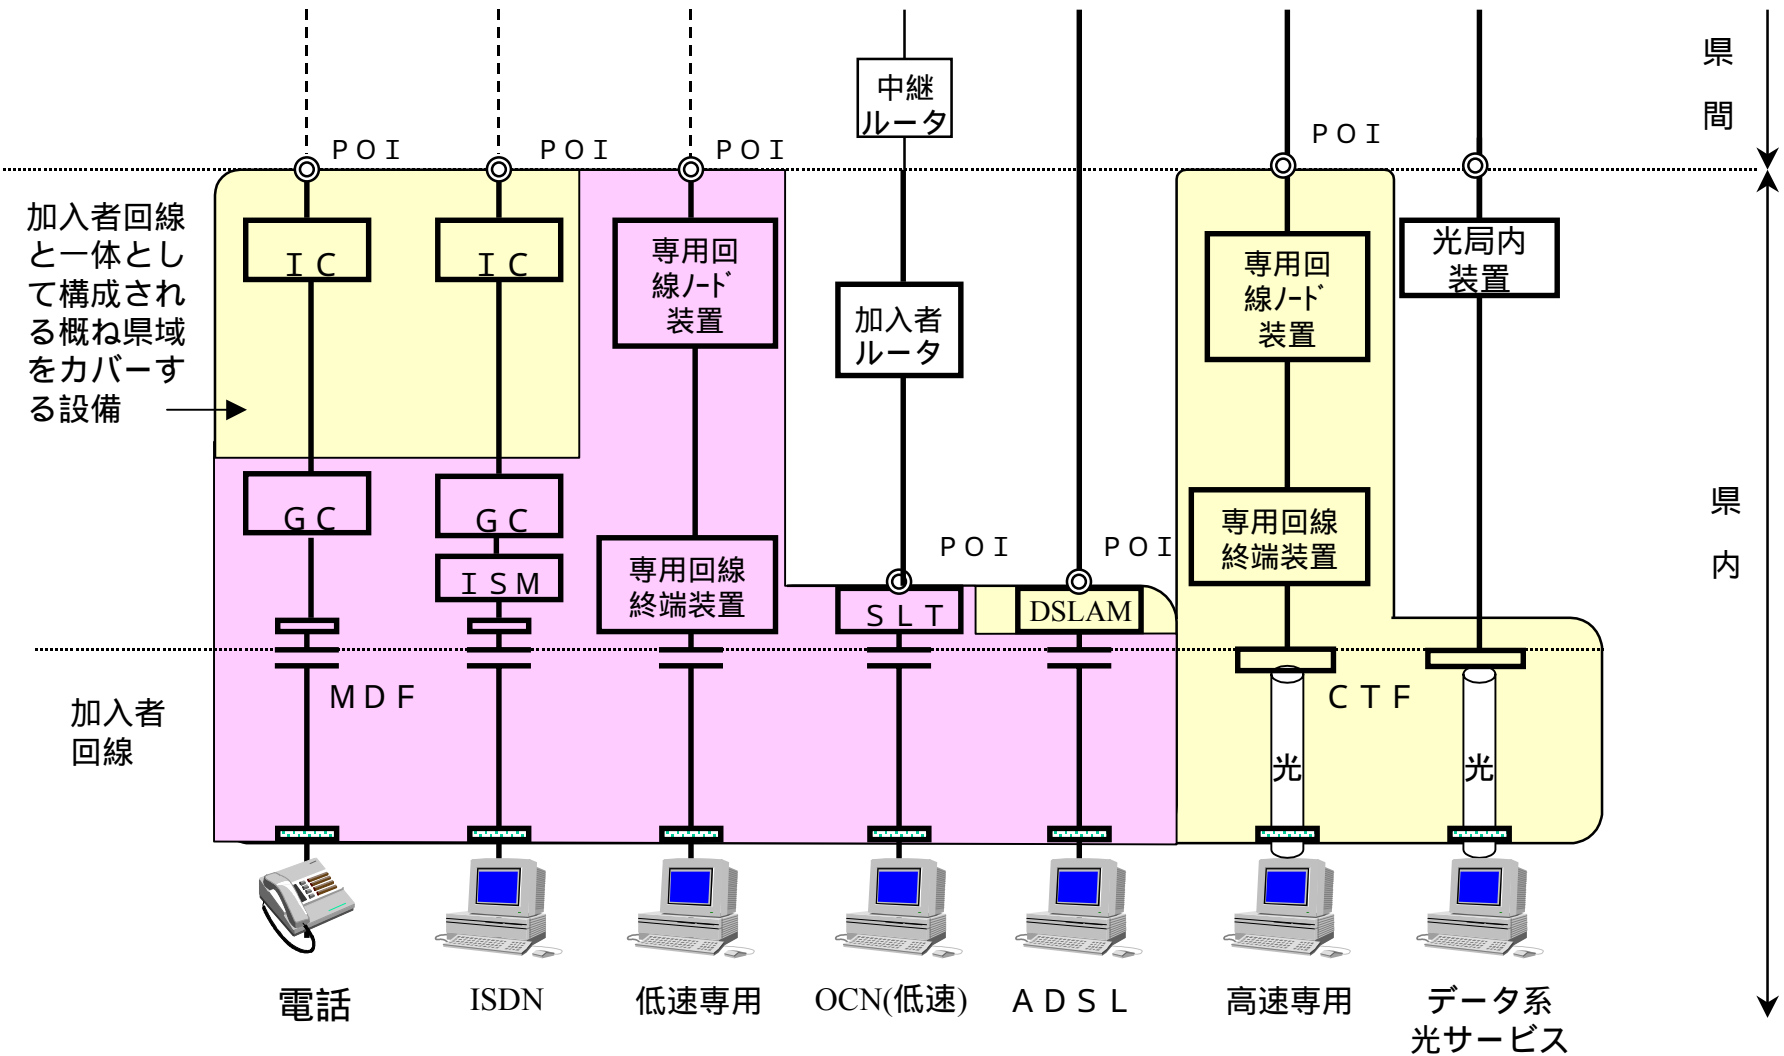 中継
ルータ
県
間
ＰＯＩ
ＰＯＩ
ＰＯＩ
ＰＯＩ
加入者回線
と一体とし
て構成され
る概ね県域
をカバーす
る設備
ＩＣ
ＩＣ
専用回
線ﾉｰﾄﾞ
装置
加入者
ルータ
専用回
線ﾉｰﾄﾞ
装置
光局内
装置
ＧＣ
ＧＣ
ＩＳＭ
専用回線
終端装置
ＰＯＩ
ＰＯＩ
ＳＬＴ
DSLAM
専用回線
終端装置
県
内
加入者
回線
ＭＤＦ
ＣＴＦ
光
光
電話
ISDN
低速専用
OCN(低速)
ＡＤＳＬ
高速専用
データ系
光サービス